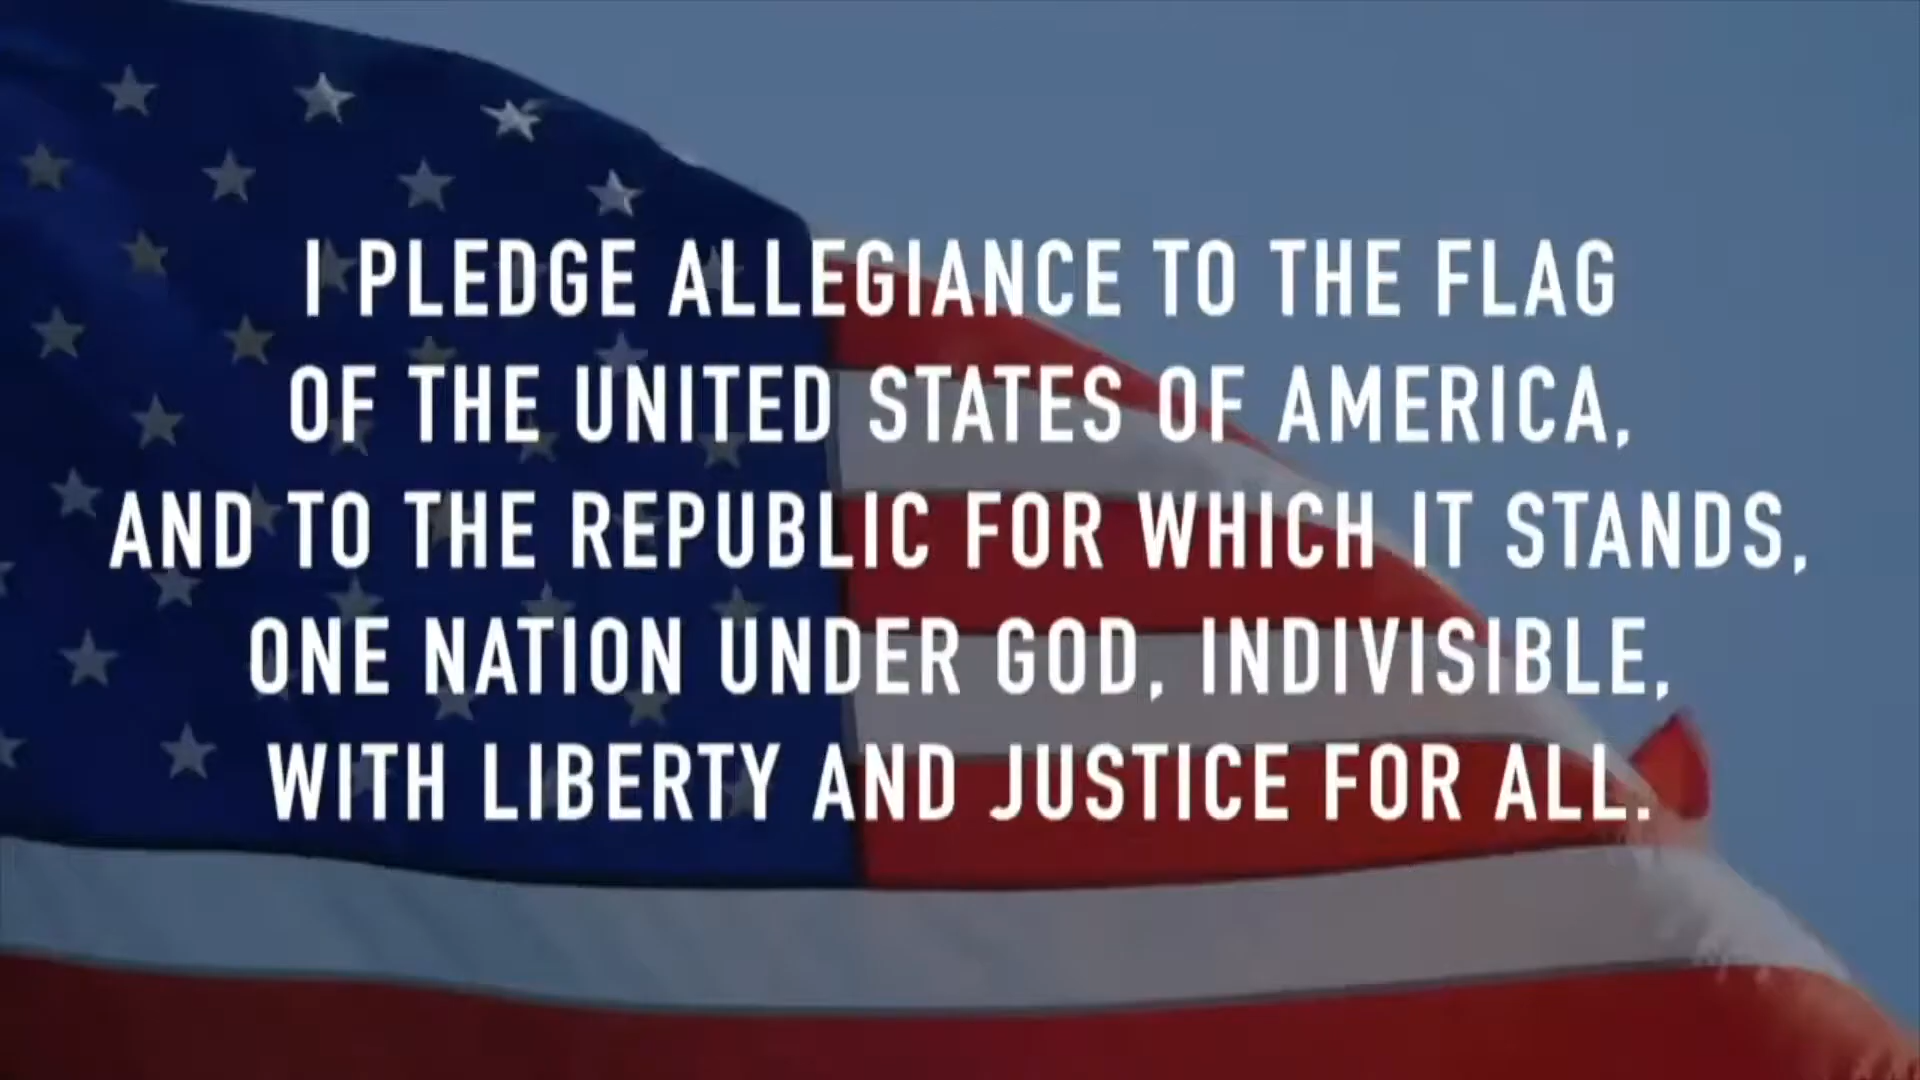 I PLEDGE ALLEGIANCE TO THE FLAG
OF THE UNITED STATES OF AMERICA,
AND TO THE REPUBLIC FOR WHICH IT STANDS,
ONE NATION UNDER GOD, INDIVISIBLE,
WITH LIBERTY AND JUSTICE FOR ALL.